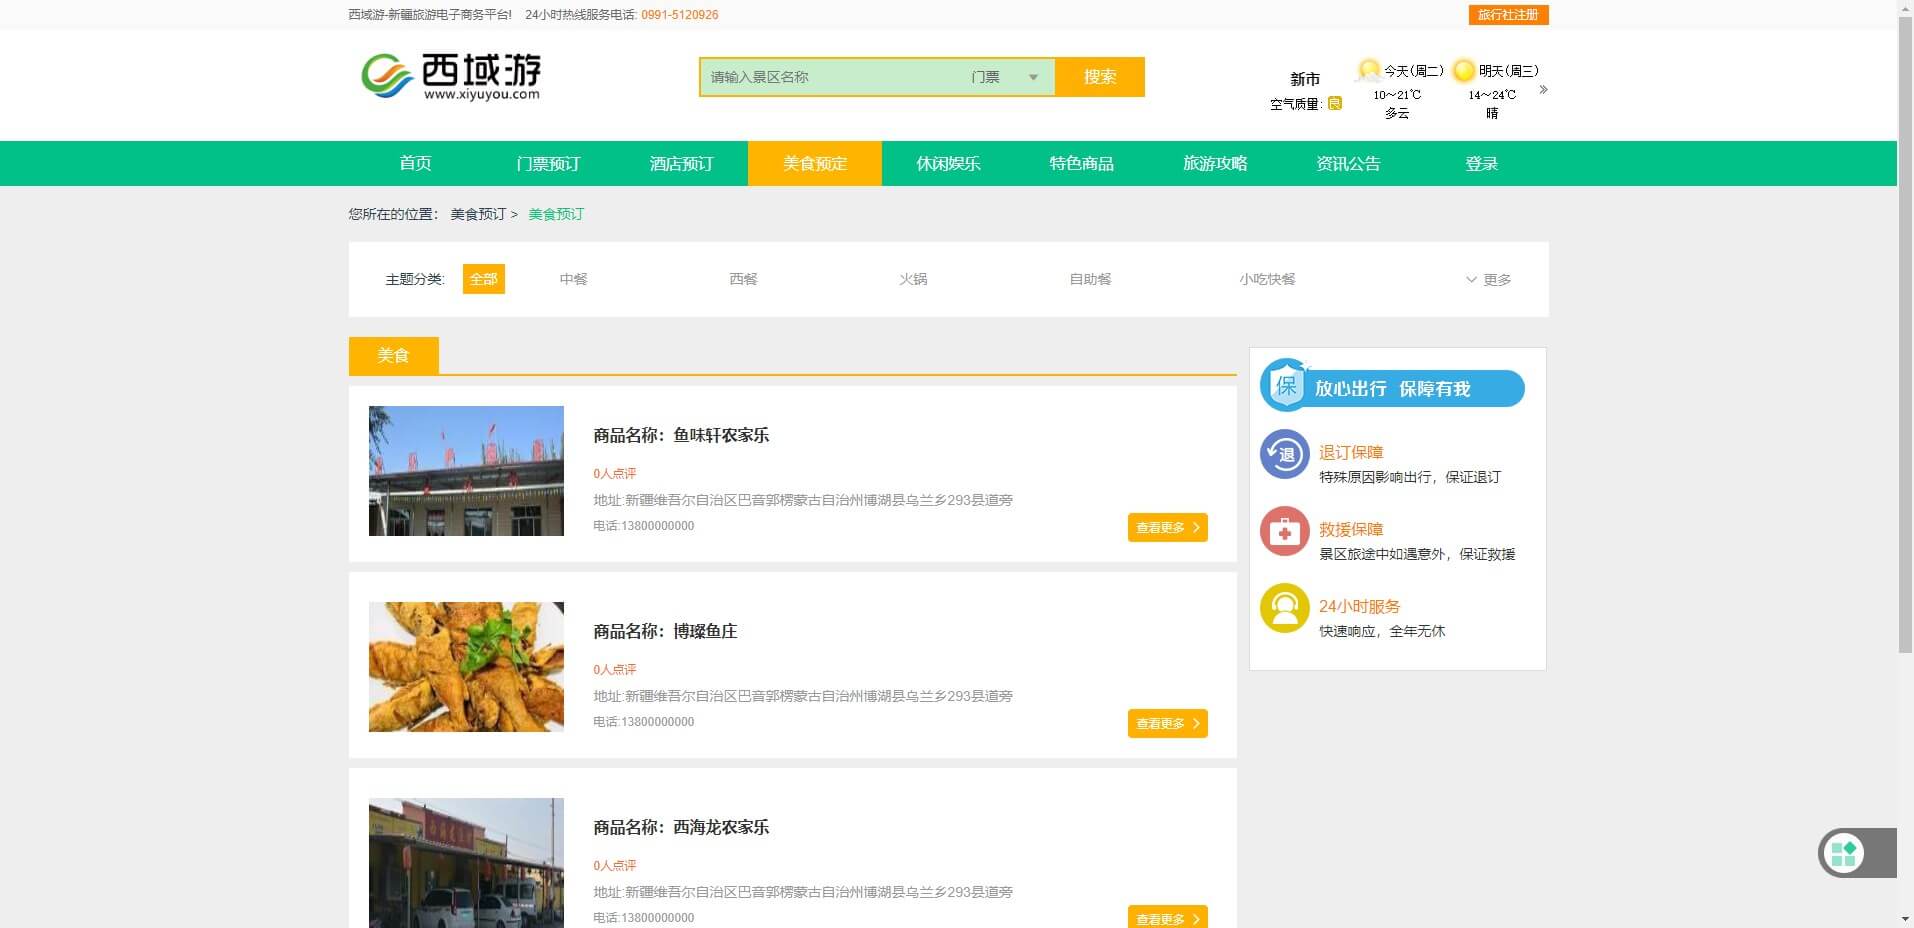 西域游-新疆旅游电子商务平台! 24小时热线服务电话: 0991-5120926
旅行社注册
西域游
www.xiyuyou.com
请输入景区名称 门票 搜索
新市
空气质量: 良
今天(周二)
10～21℃
多云
明天(周三)
14～24℃
晴
首页 门票预订 酒店预订 美食预定 休闲娱乐 特色商品 旅游攻略 资讯公告 登录
您所在的位置: 美食预订 > 美食预订
主题分类: 全部 中餐 西餐 火锅 自助餐 小吃快餐 更多
美食
商品名称：鱼味轩农家乐
0人点评
地址:新疆维吾尔自治区巴音郭楞蒙古自治州博湖县乌兰乡293县道旁
电话:13800000000
查看更多
商品名称：博璨鱼庄
0人点评
地址:新疆维吾尔自治区巴音郭楞蒙古自治州博湖县乌兰乡293县道旁
电话:13800000000
查看更多
商品名称：西海龙农家乐
0人点评
地址:新疆维吾尔自治区巴音郭楞蒙古自治州博湖县乌兰乡293县道旁
电话:13800000000
查看更多
保 放心出行 保障有我
退
退订保障
特殊原因影响出行，保证退订
救援保障
景区旅途中如遇意外，保证救援
24小时服务
快速响应，全年无休